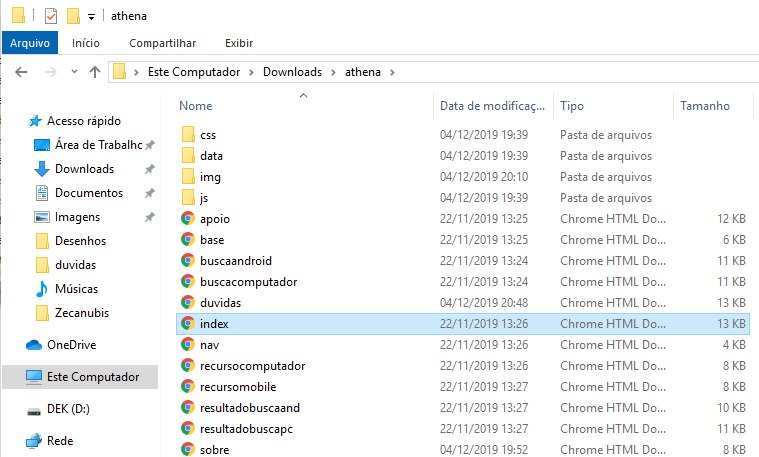 athena
Arquivo Início Compartilhar Exibir
Este Computador Downloads athena
Nome Data de modificaç... Tipo Tamanho
Acesso rápido
Área de Trabalho
Downloads
Documentos
Imagens
Desenhos
duvidas
Músicas
Zecanubis
OneDrive
Este Computador
DEK (D:)
Rede
css 04/12/2019 19:39 Pasta de arquivos
data 04/12/2019 19:39 Pasta de arquivos
img 04/12/2019 20:10 Pasta de arquivos
js 04/12/2019 19:39 Pasta de arquivos
apoio 22/11/2019 13:25 Chrome HTML Do... 12 KB
base 22/11/2019 13:25 Chrome HTML Do... 6 KB
buscaandroid 22/11/2019 13:24 Chrome HTML Do... 11 KB
buscacomputador 22/11/2019 13:24 Chrome HTML Do... 11 KB
duvidas 04/12/2019 20:48 Chrome HTML Do... 13 KB
index 22/11/2019 13:26 Chrome HTML Do... 13 KB
nav 22/11/2019 13:26 Chrome HTML Do... 4 KB
recursocomputador 22/11/2019 13:26 Chrome HTML Do... 8 KB
recursomobile 22/11/2019 13:27 Chrome HTML Do... 8 KB
resultadobuscaand 22/11/2019 13:27 Chrome HTML Do... 10 KB
resultadobuscapc 22/11/2019 13:27 Chrome HTML Do... 11 KB
sobre 04/12/2019 19:52 Chrome HTML Do... 8 KB